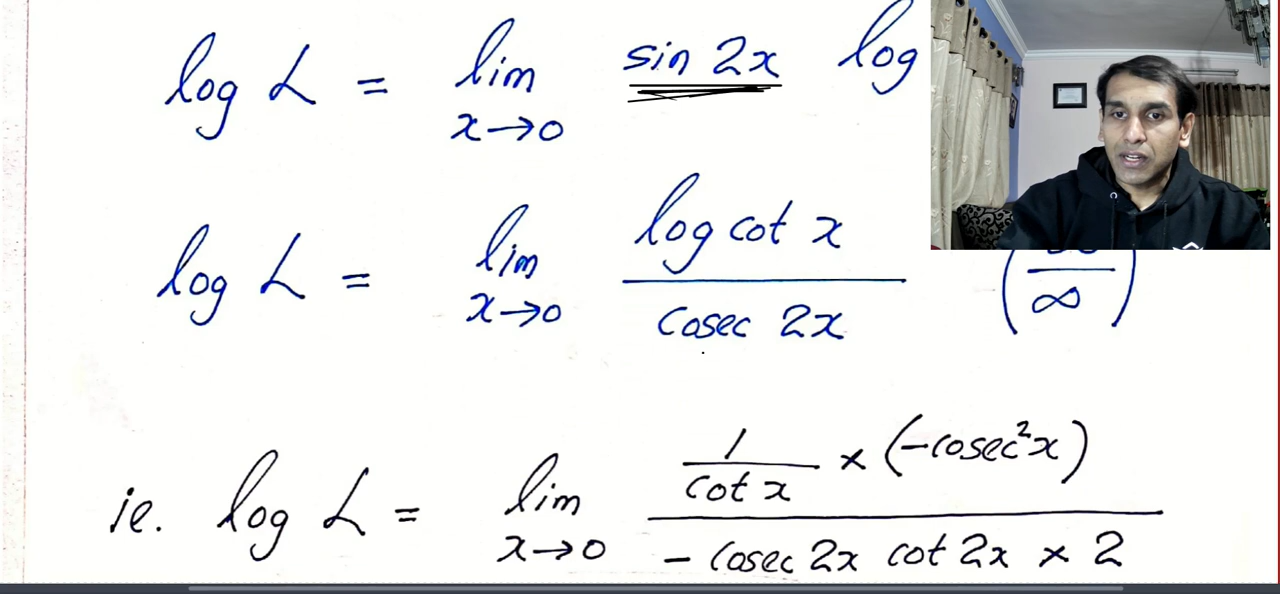 log L = lim x→0 sin 2x log
log L = lim x→0 log cot x / cosec 2x (∞/∞)
ie. log L = lim x→0 1/cot x × (-cosec²x) / - cosec 2x cot 2x × 2